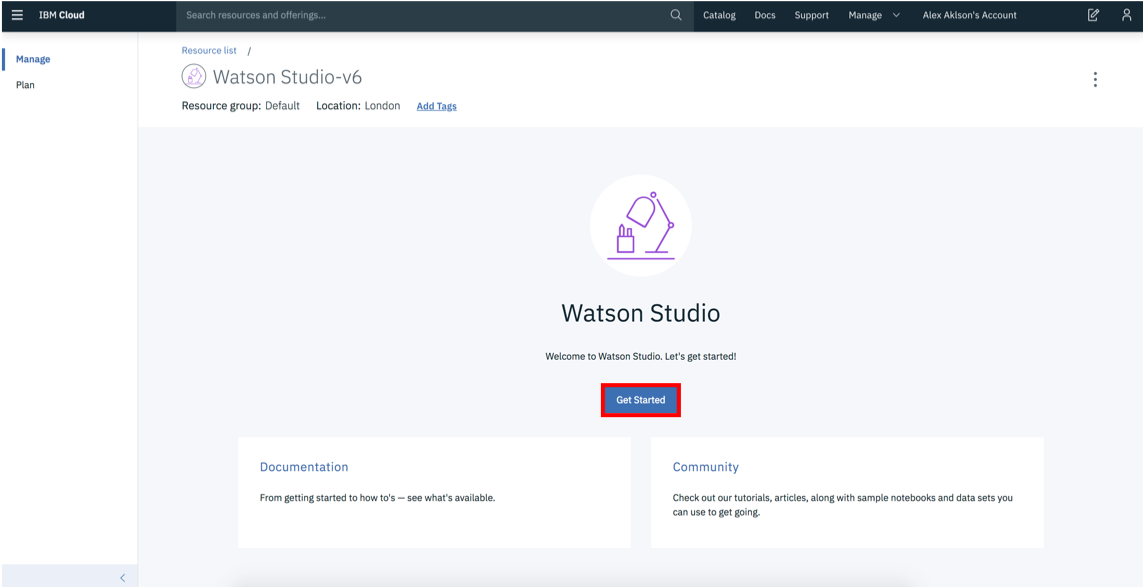 IBM Cloud
Search resources and offerings...
Catalog Docs Support Manage Alex Aklson's Account
Manage
Plan
Resource list /
Watson Studio-v6
Resource group: Default Location: London Add Tags
Watson Studio
Welcome to Watson Studio. Let's get started!
Get Started
Documentation
From getting started to how to's — see what's available.
Community
Check out our tutorials, articles, along with sample notebooks and data sets you
can use to get going.